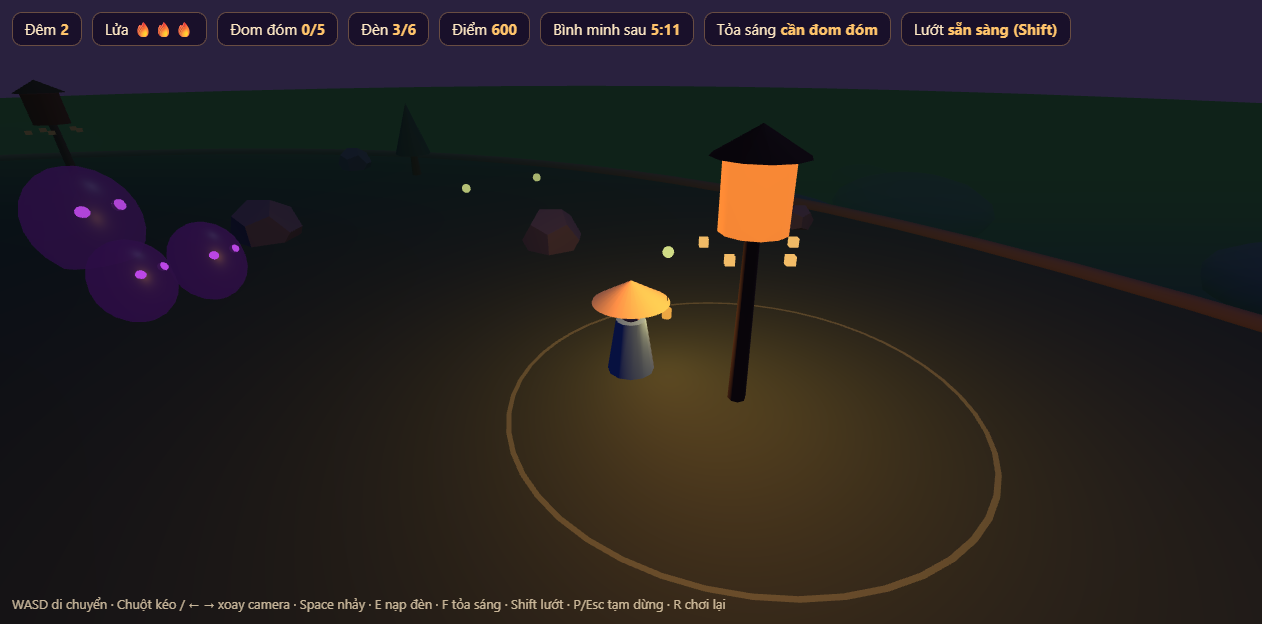 Đêm 2 Lửa 🔥 🔥 🔥 Đom đóm 0/5 Đèn 3/6 Điểm 600 Bình minh sau 5:11 Tỏa sáng cần đom đóm Lướt sẵn sàng (Shift)
WASD di chuyển · Chuột kéo / ← → xoay camera · Space nhảy · E nạp đèn · F tỏa sáng · Shift lướt · P/Esc tạm dừng · R chơi lại